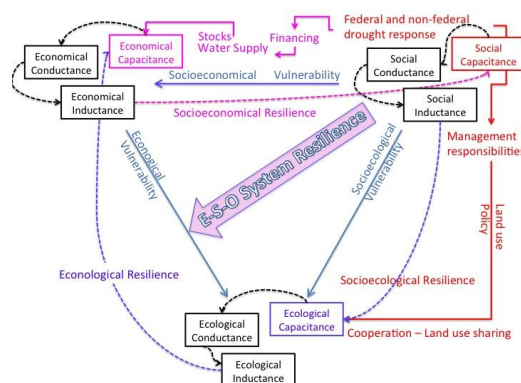 Federal and non-federal
drought response
Stocks
Water Supply
Financing
Economical
Capacitance
Social
Capacitance
Economical
Conductance
Social
Conductance
Socioeconomical Vulnerability
Economical
Inductance
Social
Inductance
Socioeconomical Resilience
Management
responsibilities
Econological
Vulnerability
E-S-O System Resilience
Socioecological
Vulnerability
Land use
Policy
Econological Resilience
Socioecological Resilience
Ecological
Capacitance
Ecological
Conductance
Cooperation – Land use sharing
Ecological
Inductance